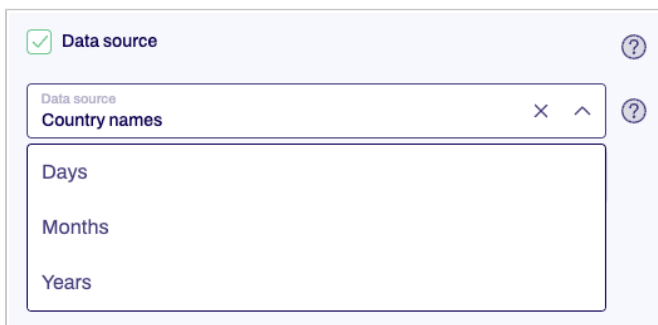 Data source
Data source
Country names
Days
Months
Years